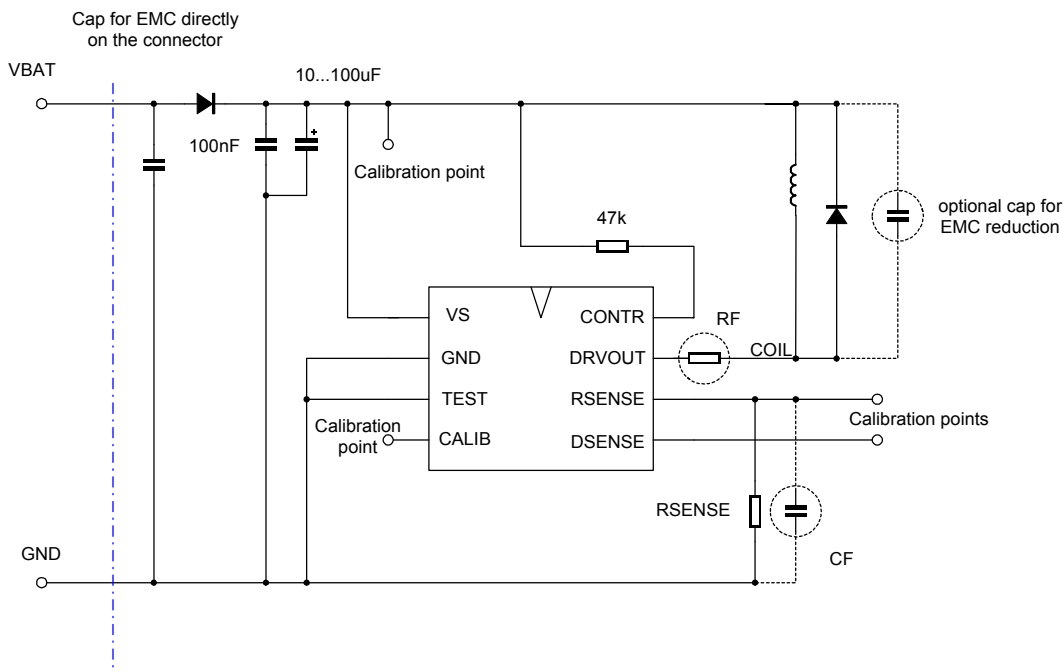 Cap for EMC directly
on the connector
VBAT
10...100uF
+
100nF
Calibration point
optional cap for
EMC reduction
47k
VS
CONTR
RF
GND
DRVOUT
COIL
TEST
RSENSE
Calibration points
Calibration
point
CALIB
DSENSE
RSENSE
CF
GND